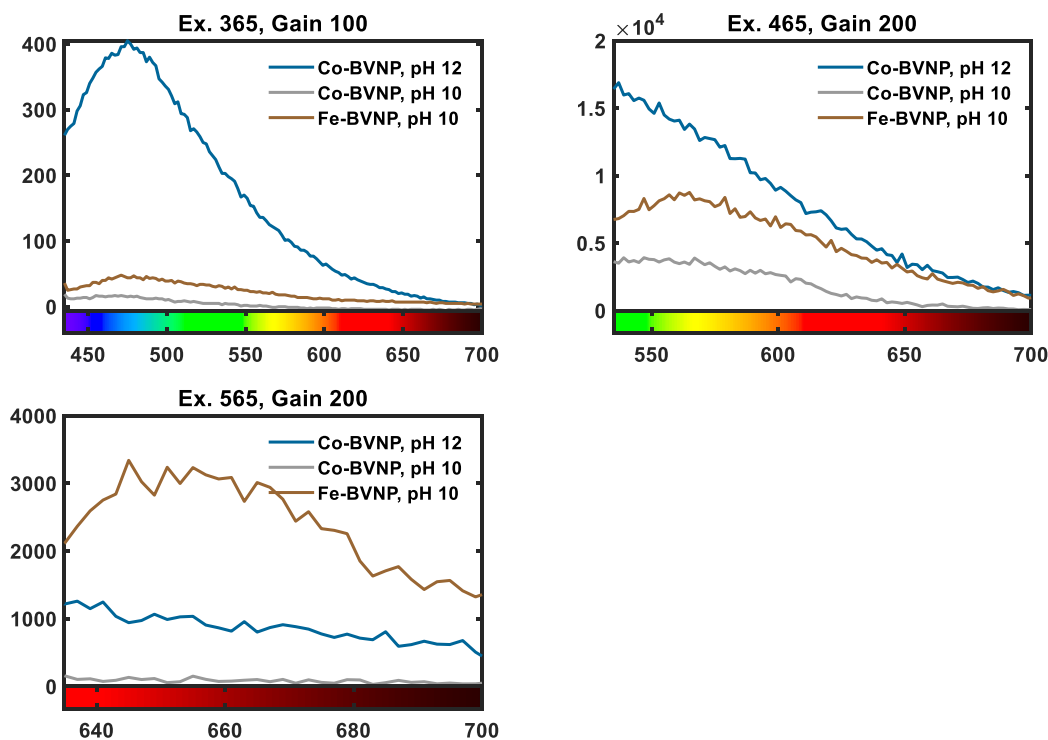 Ex. 365, Gain 100
400
300
200
100
0
Co-BVNP, pH 12
Co-BVNP, pH 10
Fe-BVNP, pH 10
450 500 550 600 650 700
Ex. 465, Gain 200
×10⁴
2
1.5
1
0.5
0
Co-BVNP, pH 12
Co-BVNP, pH 10
Fe-BVNP, pH 10
550 600 650 700
Ex. 565, Gain 200
4000
3000
2000
1000
0
Co-BVNP, pH 12
Co-BVNP, pH 10
Fe-BVNP, pH 10
640 660 680 700